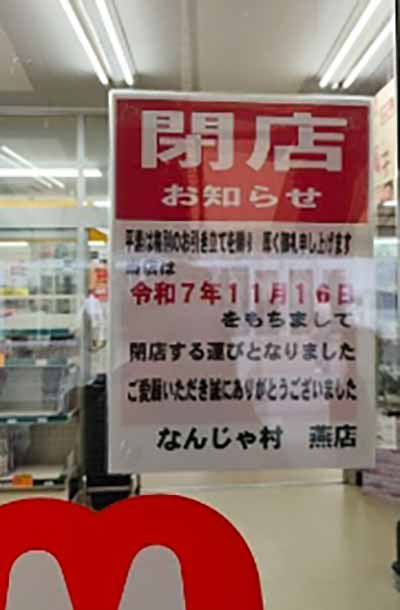 閉店
お知らせ
平素は格別のお引き立てを賜り 厚く御礼申し上げます
当店は
令和7年11月16日
をもちまして
閉店する運びとなりました
ご愛顧いただき誠にありがとうございました
なんじゃ村 燕店